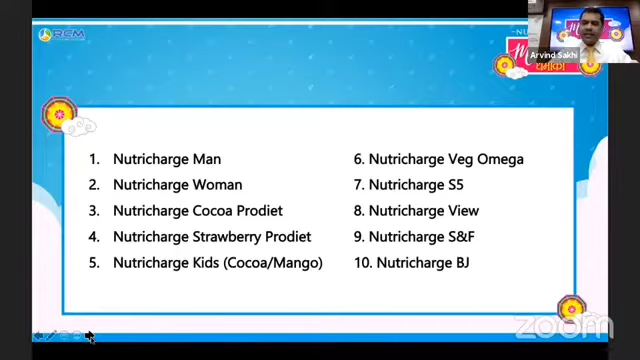 RCM
Arvind Sakhi
1. Nutricharge Man
2. Nutricharge Woman
3. Nutricharge Cocoa Prodiet
4. Nutricharge Strawberry Prodiet
5. Nutricharge Kids (Cocoa/Mango)
6. Nutricharge Veg Omega
7. Nutricharge S5
8. Nutricharge View
9. Nutricharge S&F
10. Nutricharge BJ
zoom